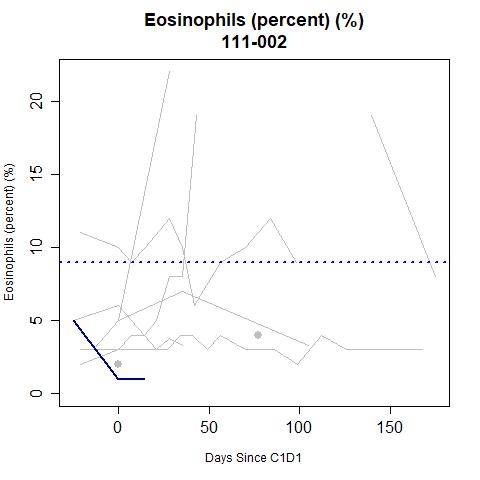 Eosinophils (percent) (%)
111-002
Eosinophils (percent) (%)
20
15
10
5
0
0 50 100 150
Days Since C1D1